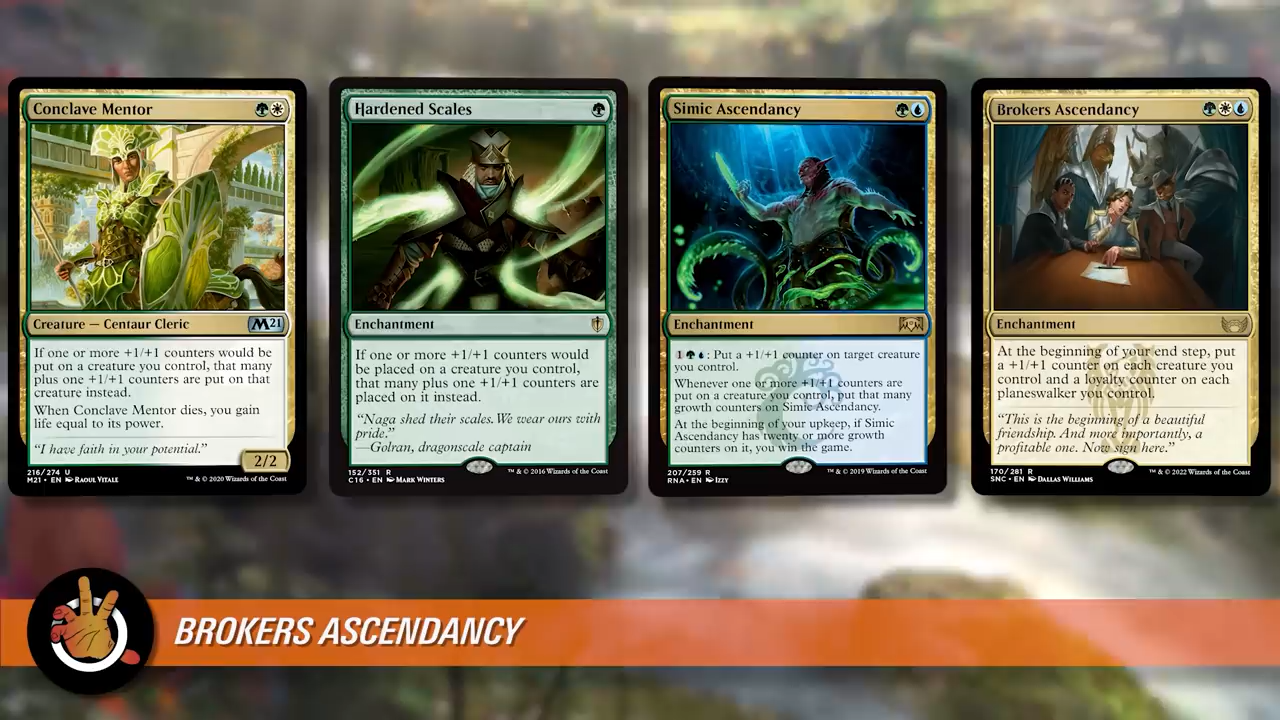 Conclave Mentor
Creature — Centaur Cleric
M21
If one or more +1/+1 counters would be
put on a creature you control, that many
plus one +1/+1 counters are put on that
creature instead.
When Conclave Mentor dies, you gain
life equal to its power.
"I have faith in your potential."
2/2
216/274 U
M21 • EN Raoul Vitale
™ & © 2020 Wizards of the Coast
Hardened Scales
Enchantment
If one or more +1/+1 counters would
be placed on a creature you control,
that many plus one +1/+1 counters are
placed on it instead.
"Naga shed their scales. We wear ours with
pride."
—Golran, dragonscale captain
152/351 R
C16 • EN Mark Winters
™ & © 2016 Wizards of the Coast
Simic Ascendancy
Enchantment
1: Put a +1/+1 counter on target creature
you control.
Whenever one or more +1/+1 counters are
put on a creature you control, put that many
growth counters on Simic Ascendancy.
At the beginning of your upkeep, if Simic
Ascendancy has twenty or more growth
counters on it, you win the game.
207/259 R
RNA • EN Izzy
™ & © 2019 Wizards of the Coast
Brokers Ascendancy
Enchantment
At the beginning of your end step, put
a +1/+1 counter on each creature you
control and a loyalty counter on each
planeswalker you control.
"This is the beginning of a beautiful
friendship. And more importantly, a
profitable one. Now sign here."
170/281 R
SNC • EN Dallas Williams
™ & © 2022 Wizards of the Coast
BROKERS ASCENDANCY